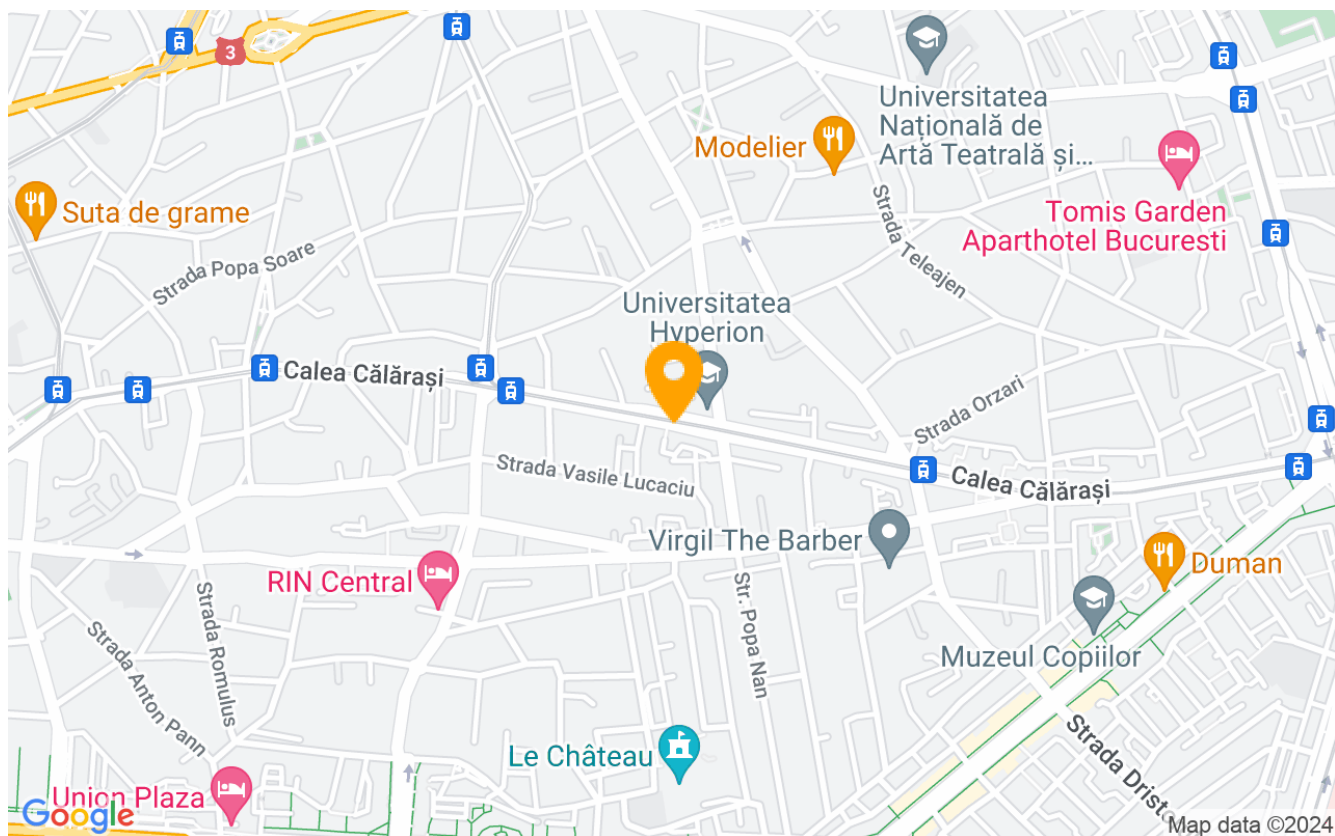 3
Universitatea
Națională de
Artă Teatrală și...
Modelier
Suta de grame
Tomis Garden
Aparthotel Bucuresti
Strada Popa Soare
Strada Teleajen
Universitatea
Hyperion
Calea Călărași
Strada Orzari
Strada Vasile Lucaciu
Calea Călărași
Virgil The Barber
Duman
RIN Central
Str. Popa Nan
Strada Romulus
Strada Anton Pann
Muzeul Copiilor
Le Château
Strada Dristo
Union Plaza
Google
Map data ©2024